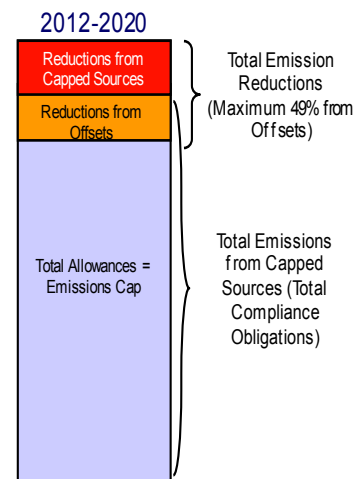 2012-2020
Reductions from
Capped Sources
Reductions from
Offsets
Total Allowances =
Emissions Cap
Total Emission
Reductions
(Maximum 49% from
Offsets)
Total Emissions
from Capped
Sources (Total
Compliance
Obligations)